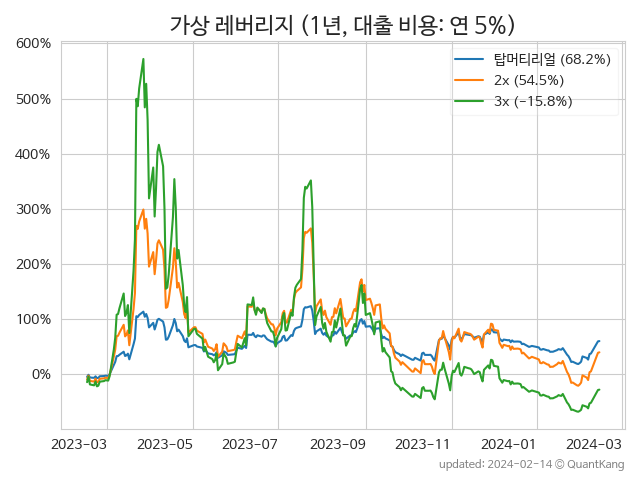 가상 레버리지 (1년, 대출 비용: 연 5%)
탑머티리얼 (68.2%)
2x (54.5%)
3x (−15.8%)
600%
500%
400%
300%
200%
100%
0%
2023-03 2023-05 2023-07 2023-09 2023-11 2024-01 2024-03
updated: 2024-02-14 © QuantKang